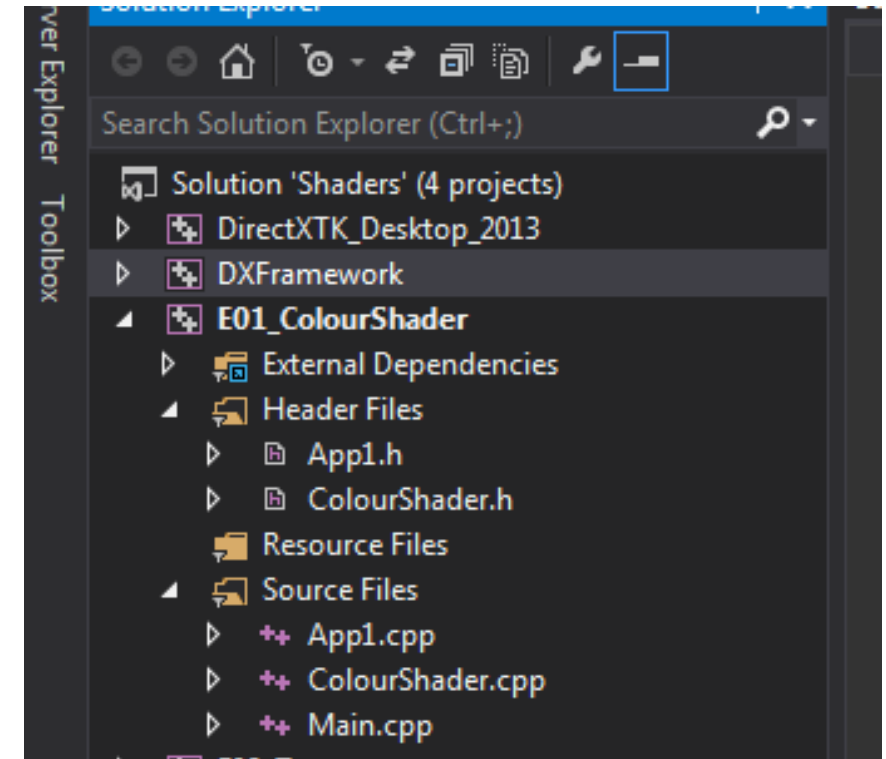 Solution Explorer
Server Explorer
Toolbox
Search Solution Explorer (Ctrl+;)
Solution 'Shaders' (4 projects)
DirectXTK_Desktop_2013
DXFramework
E01_ColourShader
External Dependencies
Header Files
App1.h
ColourShader.h
Resource Files
Source Files
App1.cpp
ColourShader.cpp
Main.cpp